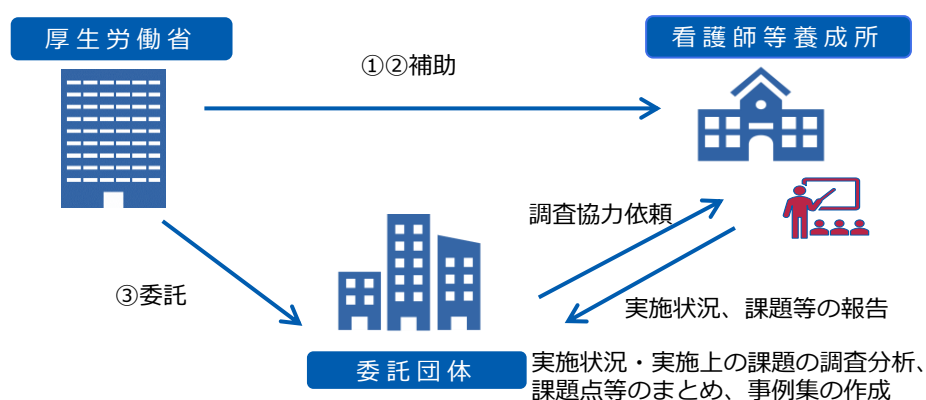 厚生労働省
看護師等養成所
①②補助
調査協力依頼
③委託
実施状況、課題等の報告
委託団体
実施状況・実施上の課題の調査分析、
課題点等のまとめ、事例集の作成